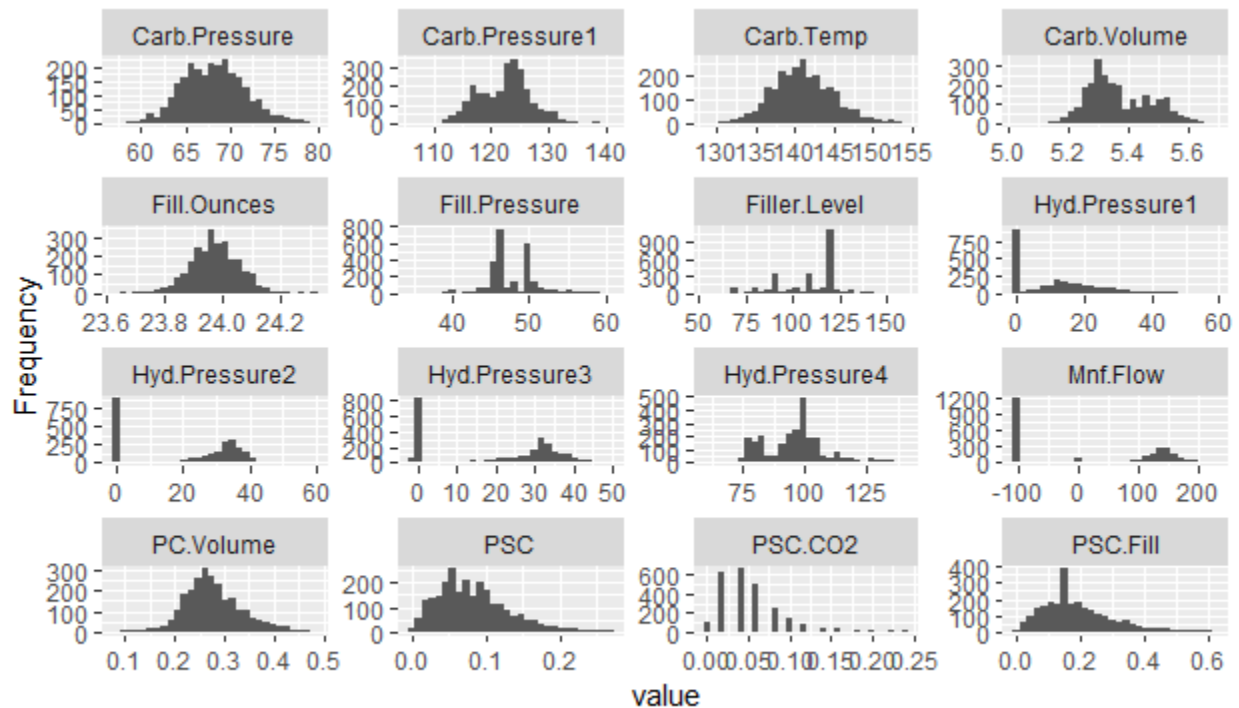 Carb.Pressure Carb.Pressure1 Carb.Temp Carb.Volume
200 150 100 50 0 300 200 100 0 200 100 0 300 200 100 0
60 65 70 75 80 110 120 130 140 130 135 140 145 150 155 5.0 5.2 5.4 5.6
Fill.Ounces Fill.Pressure Filler.Level Hyd.Pressure1
300 200 100 0 800 600 400 200 0 900 600 300 0 750 500 250 0
23.6 23.8 24.0 24.2 40 50 60 50 75 100 125 150 0 20 40 60
Frequency
Hyd.Pressure2 Hyd.Pressure3 Hyd.Pressure4 Mnf.Flow
750 500 250 0 800 600 400 200 0 500 400 300 200 100 0 1200 900 600 300 0
0 20 40 60 0 10 20 30 40 50 75 100 125 -100 0 100 200
PC.Volume PSC PSC.CO2 PSC.Fill
300 200 100 0 200 100 0 600 400 200 0 400 300 200 100 0
0.1 0.2 0.3 0.4 0.5 0.0 0.1 0.2 0.00 0.05 0.10 0.15 0.20 0.25 0.0 0.2 0.4 0.6
value